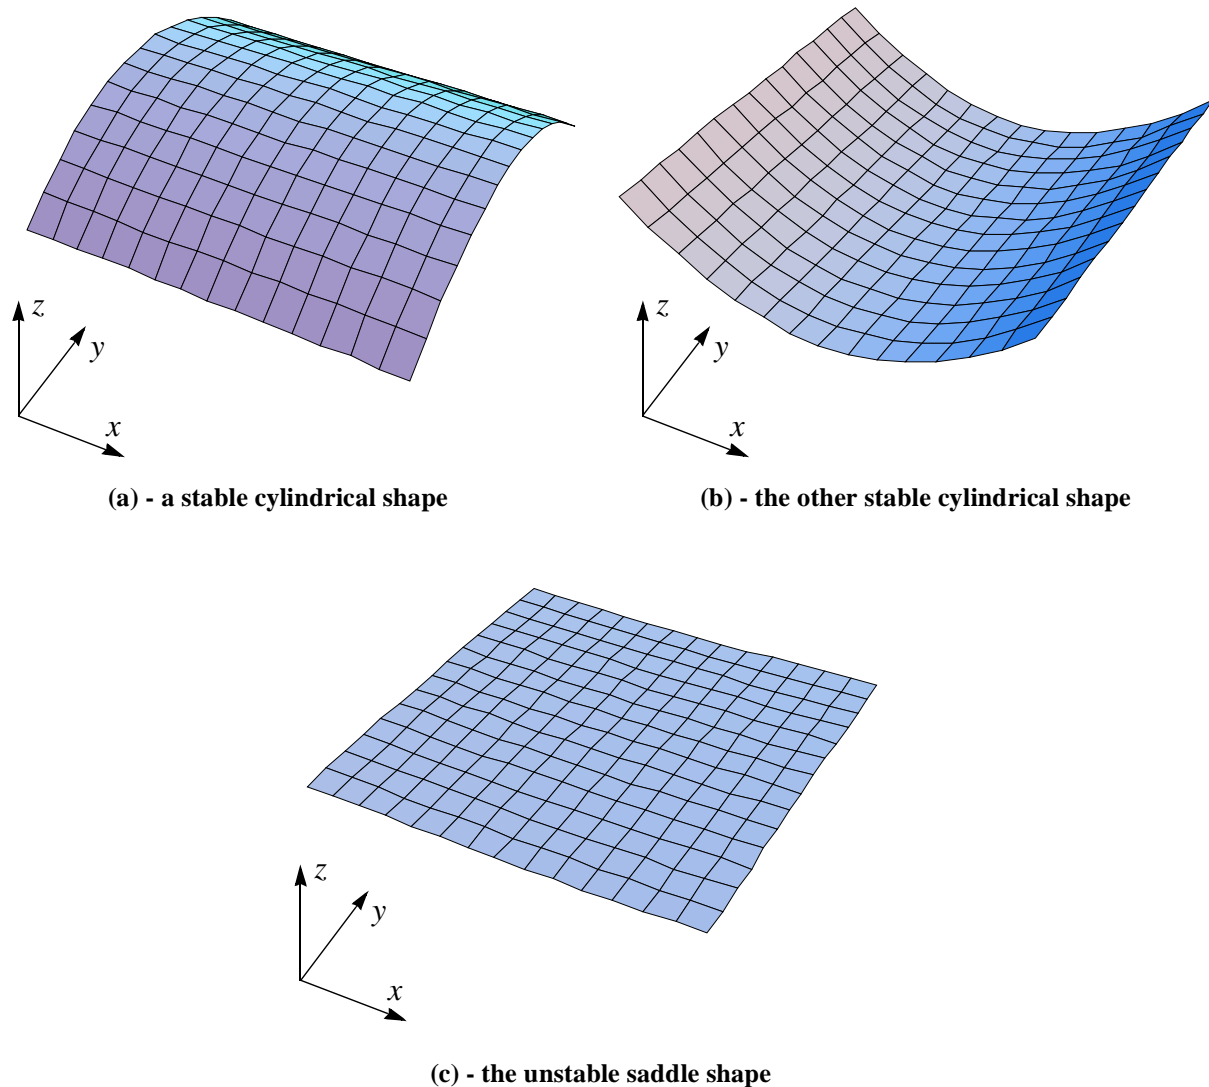 z
y
x
(a) - a stable cylindrical shape
z
y
x
(b) - the other stable cylindrical shape
z
y
x
(c) - the unstable saddle shape